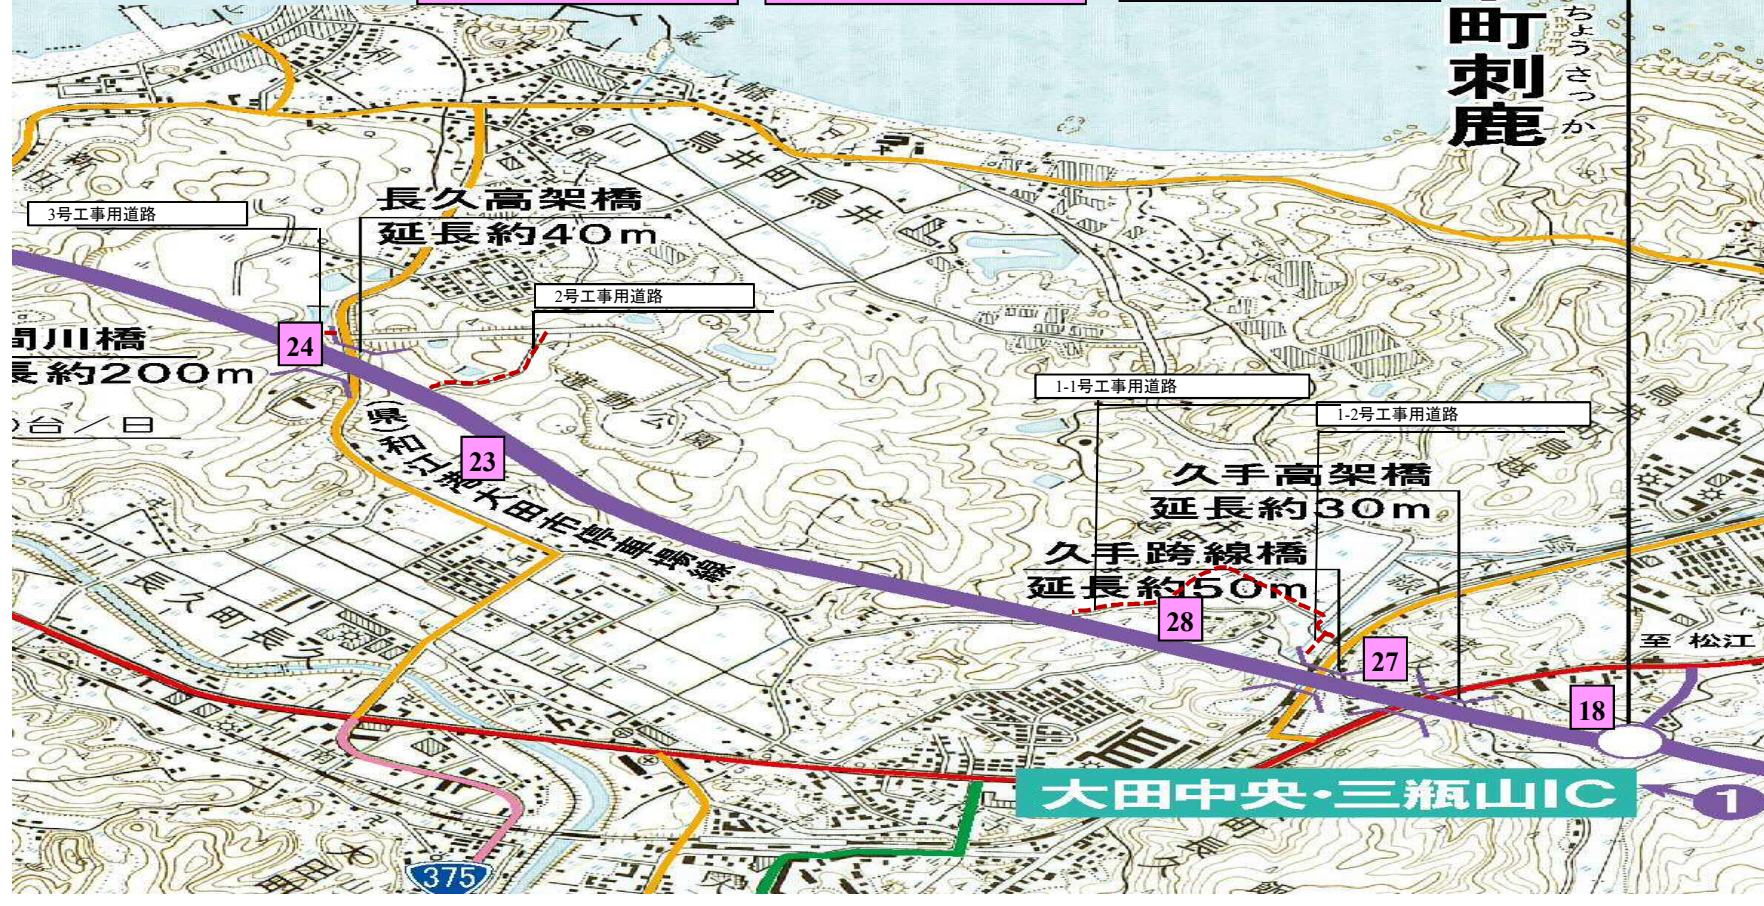 町刺鹿
ちょうさつか
鳥井町鳥井
長久高架橋
延長約40m
3号工事用道路
2号工事用道路
24
川橋
長約200m
台/日
23
運動公園
(県)和江港大田市停車場線
1-1号工事用道路
1-2号工事用道路
久手高架橋
延長約30m
久手跨線橋
延長約50m
28
27
18
至 松江
長久町長久
大田中央・三瓶山IC
1
375